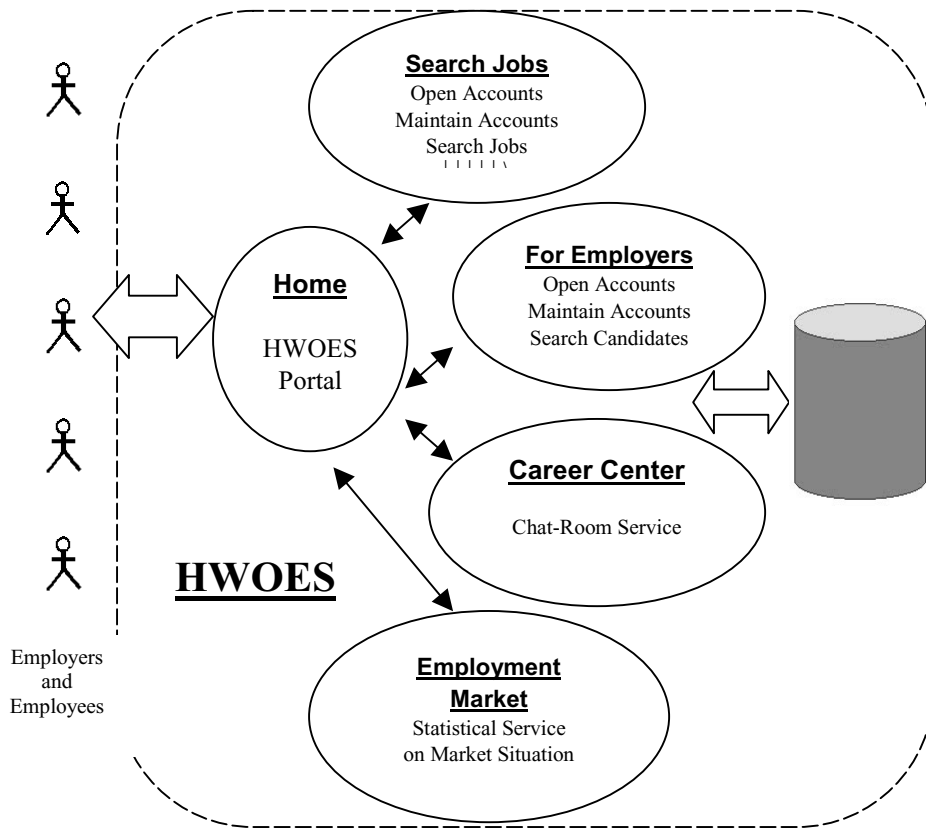 Search Jobs
Open Accounts
Maintain Accounts
Search Jobs
For Employers
Open Accounts
Maintain Accounts
Search Candidates
Home
HWOES
Portal
Career Center
Chat-Room Service
HWOES
Employers
and
Employees
Employment
Market
Statistical Service
on Market Situation